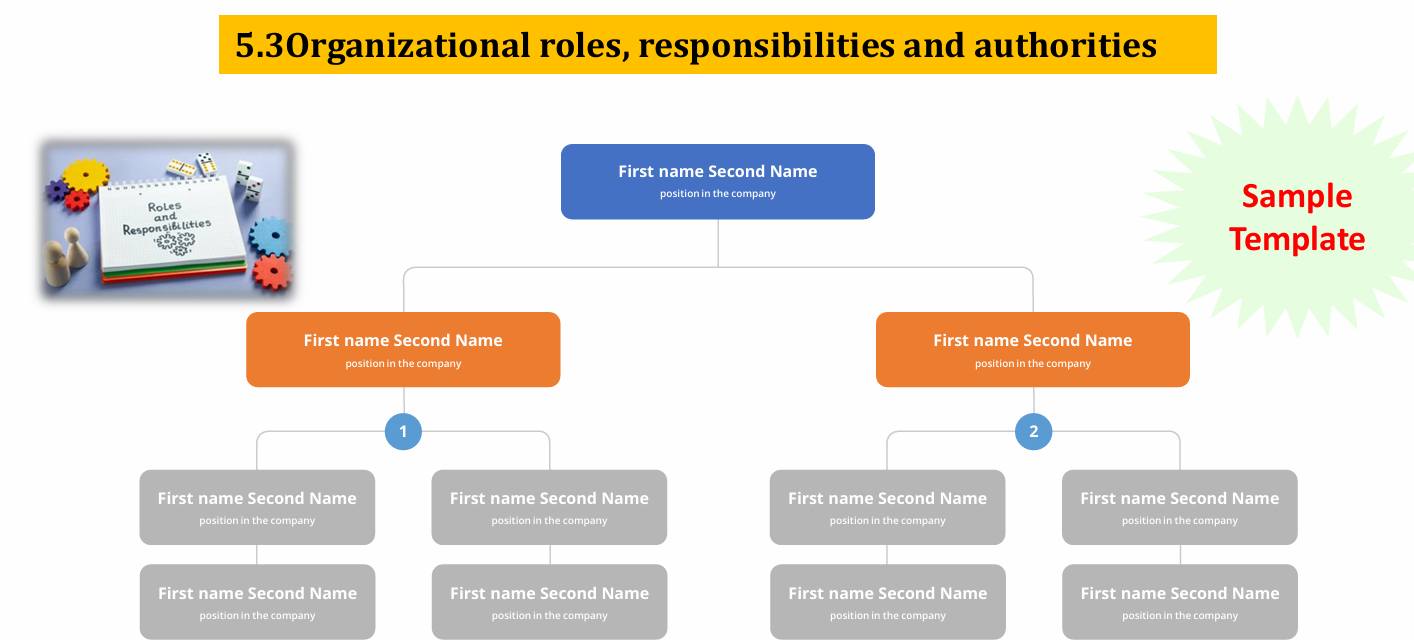 5.3Organizational roles, responsibilities and authorities
Roles
and
Responsibilities
Sample
Template
First name Second Name
position in the company
First name Second Name
position in the company
First name Second Name
position in the company
1
2
First name Second Name
position in the company
First name Second Name
position in the company
First name Second Name
position in the company
First name Second Name
position in the company
First name Second Name
position in the company
First name Second Name
position in the company
First name Second Name
position in the company
First name Second Name
position in the company